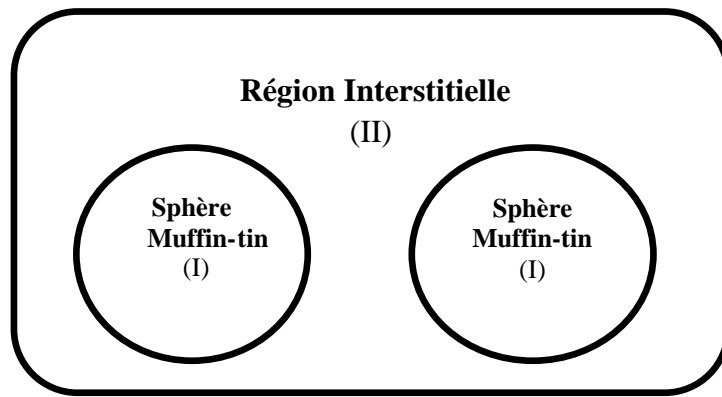 Région Interstitielle
(II)
Sphère
Muffin-tin
(I)
Sphère
Muffin-tin
(I)